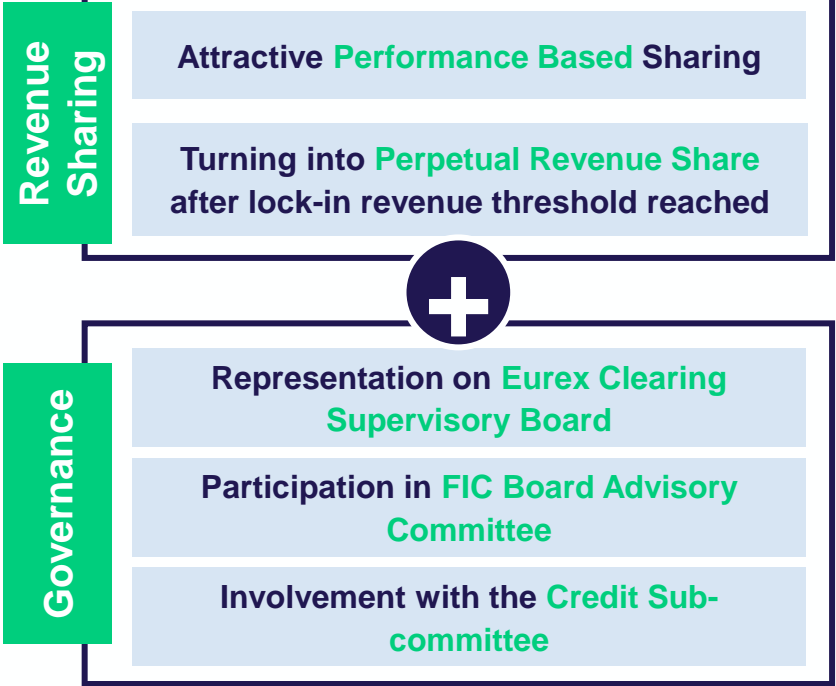 Revenue
Sharing
Attractive Performance Based Sharing
Turning into Perpetual Revenue Share
after lock-in revenue threshold reached
+
Governance
Representation on Eurex Clearing
Supervisory Board
Participation in FIC Board Advisory
Committee
Involvement with the Credit Sub-
committee